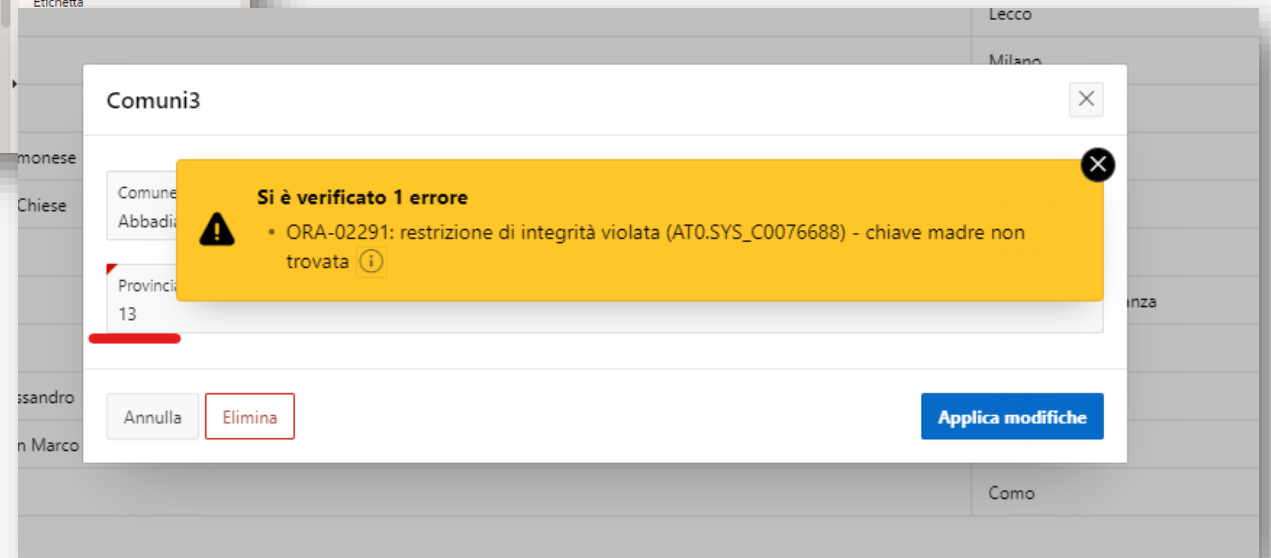 Etichetta
Lecco
Milano
Comuni3
monese
Chiese
Comune
Abbadia
Si è verificato 1 errore
ORA-02291: restrizione di integrità violata (AT0.SYS_C0076688) - chiave madre non
trovata
Provincia
13
anza
ssandro
n Marco
Annulla
Elimina
Applica modifiche
Como